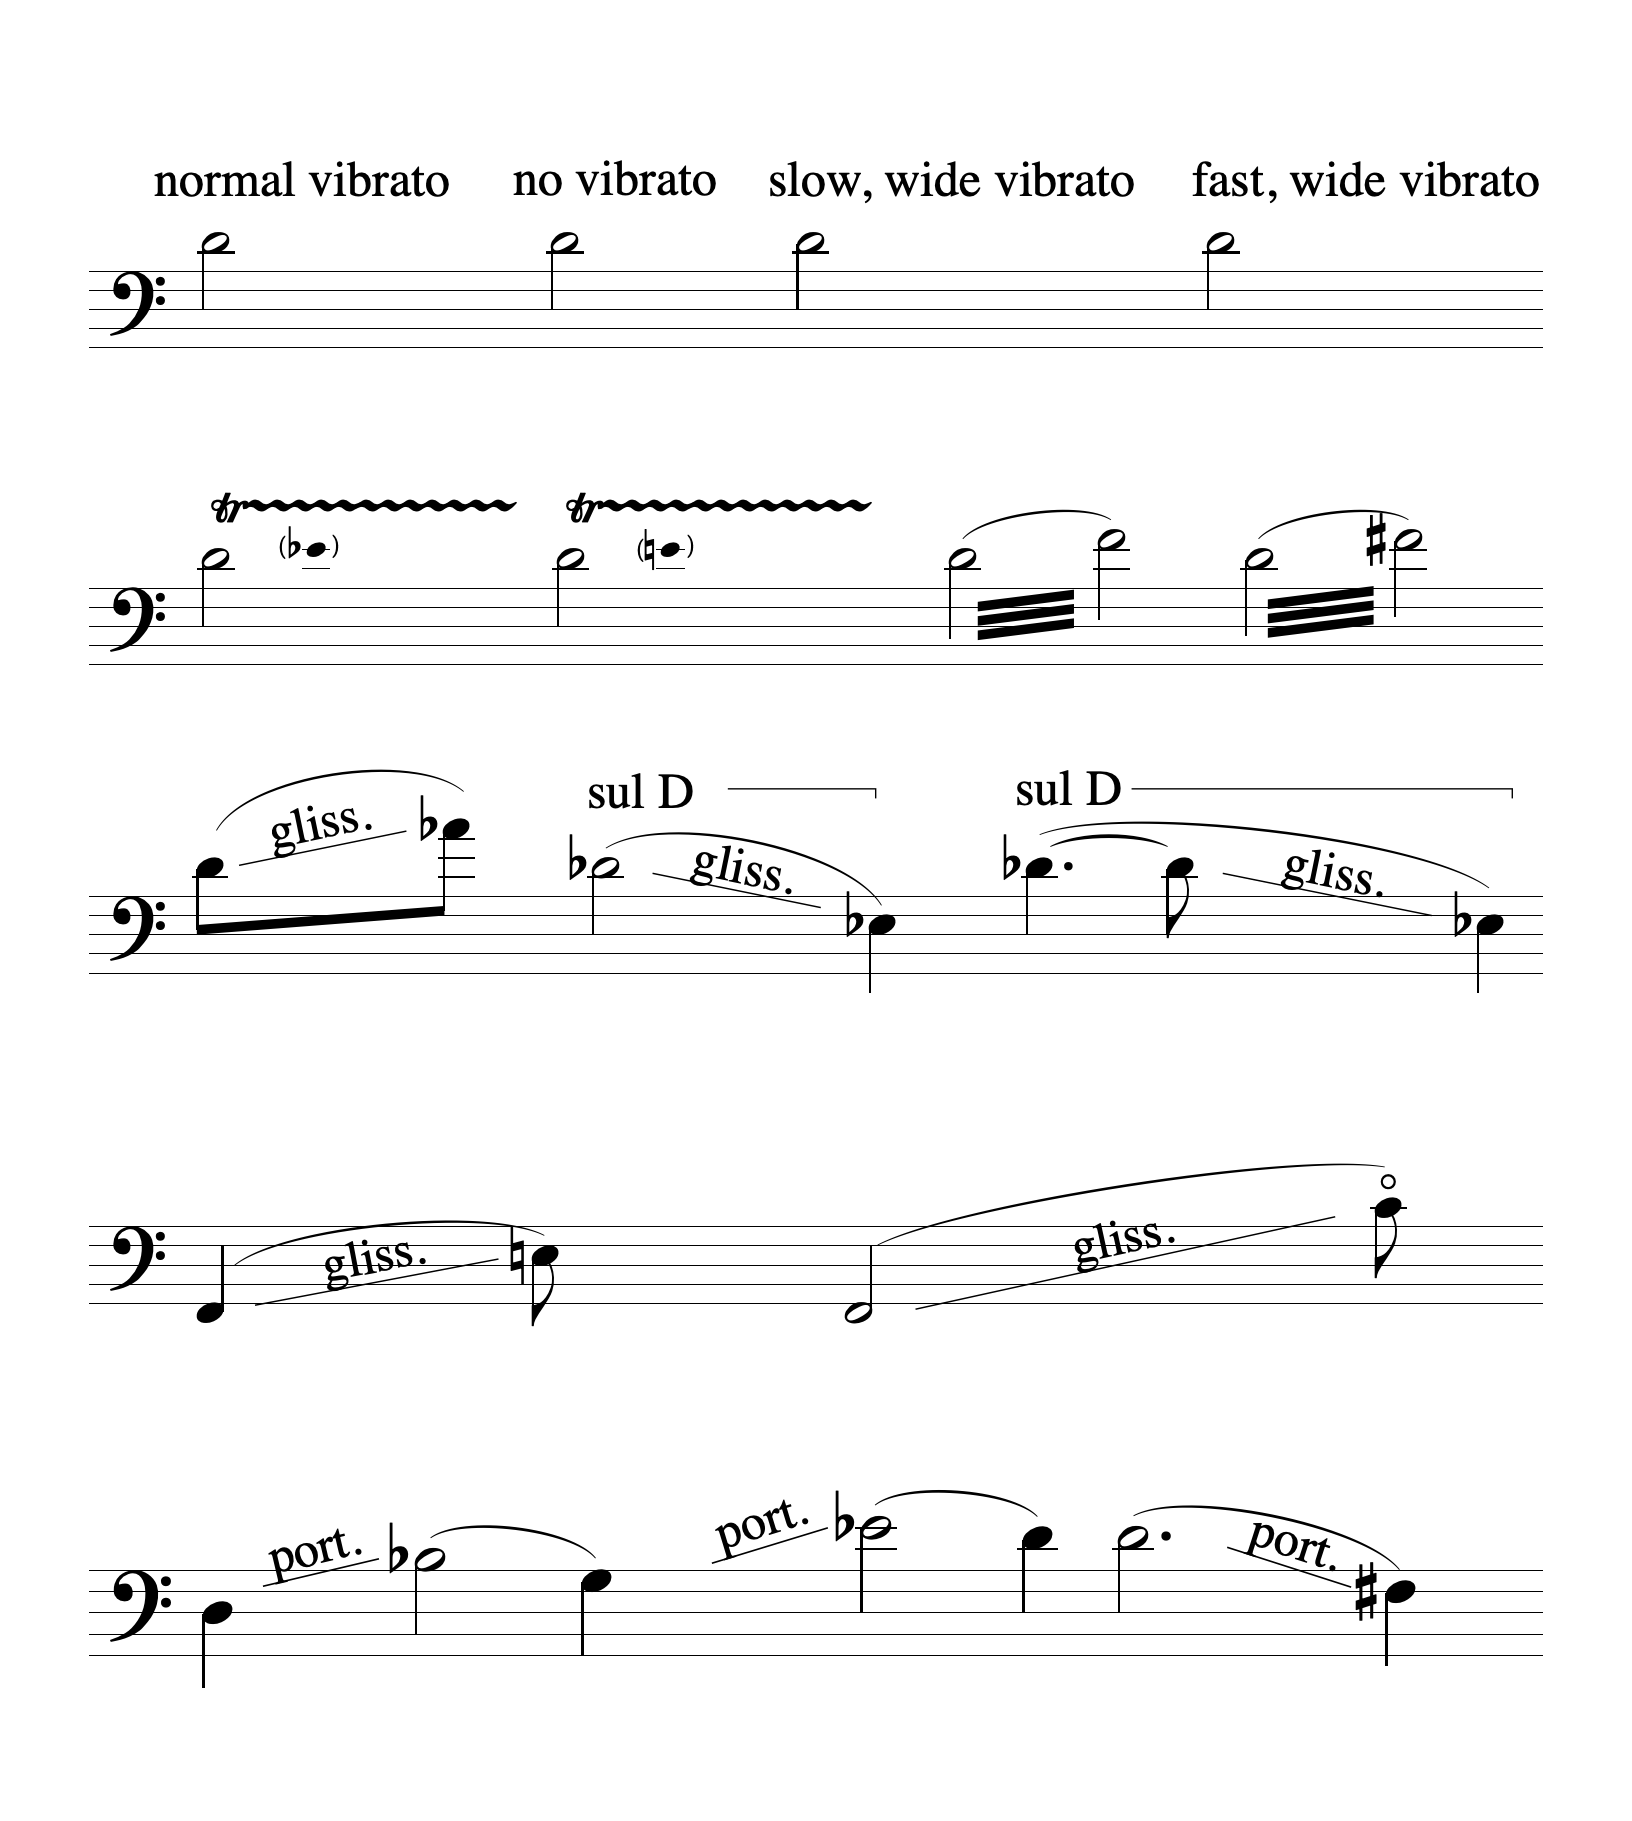 normal vibrato no vibrato slow, wide vibrato fast, wide vibrato
tr tr
sul D sul D
gliss. gliss. gliss.
gliss. gliss.
port. port. port.